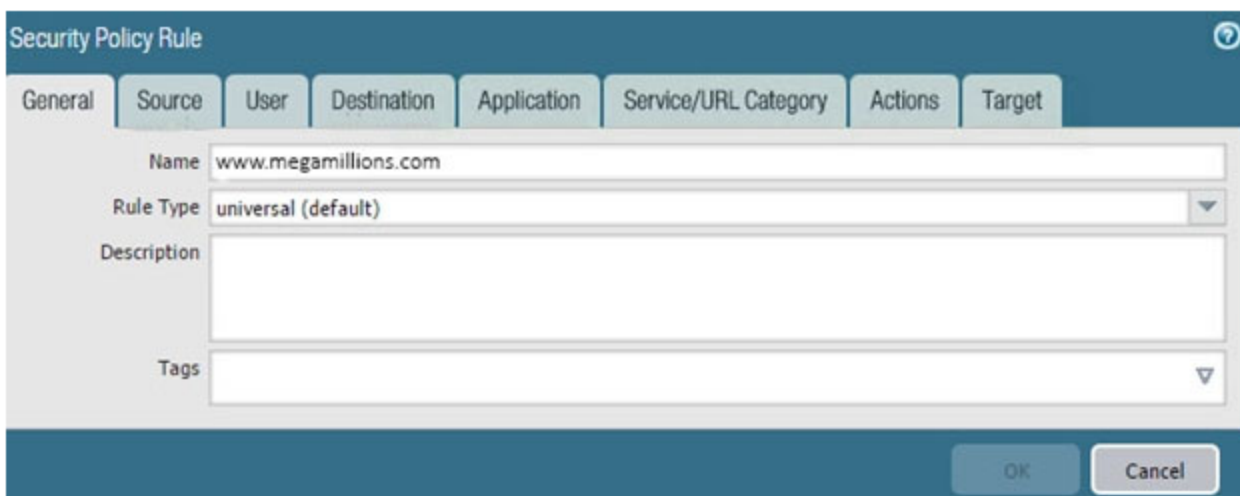 Security Policy Rule
General Source User Destination Application Service/URL Category Actions Target
Name www.megamillions.com
Rule Type universal (default)
Description
Tags
OK Cancel